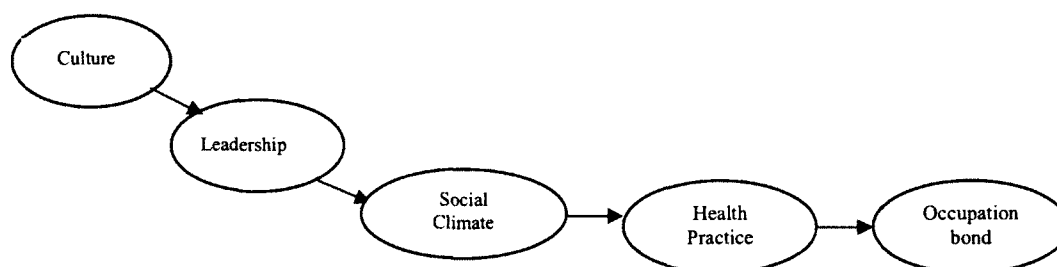 Culture
Leadership
Social
Climate
Health
Practice
Occupation
bond